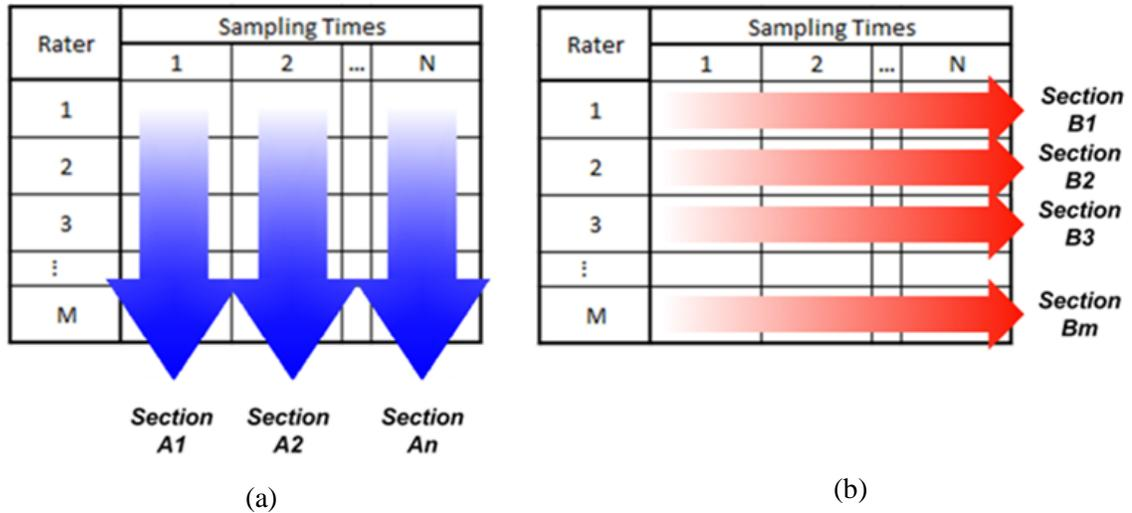 Rater
Sampling Times
1 2 ... N
1
2
3
⋮
M
Section
A1
Section
A2
Section
An
(a)
Rater
Sampling Times
1 2 ... N
1
2
3
⋮
M
Section
B1
Section
B2
Section
B3
Section
Bm
(b)